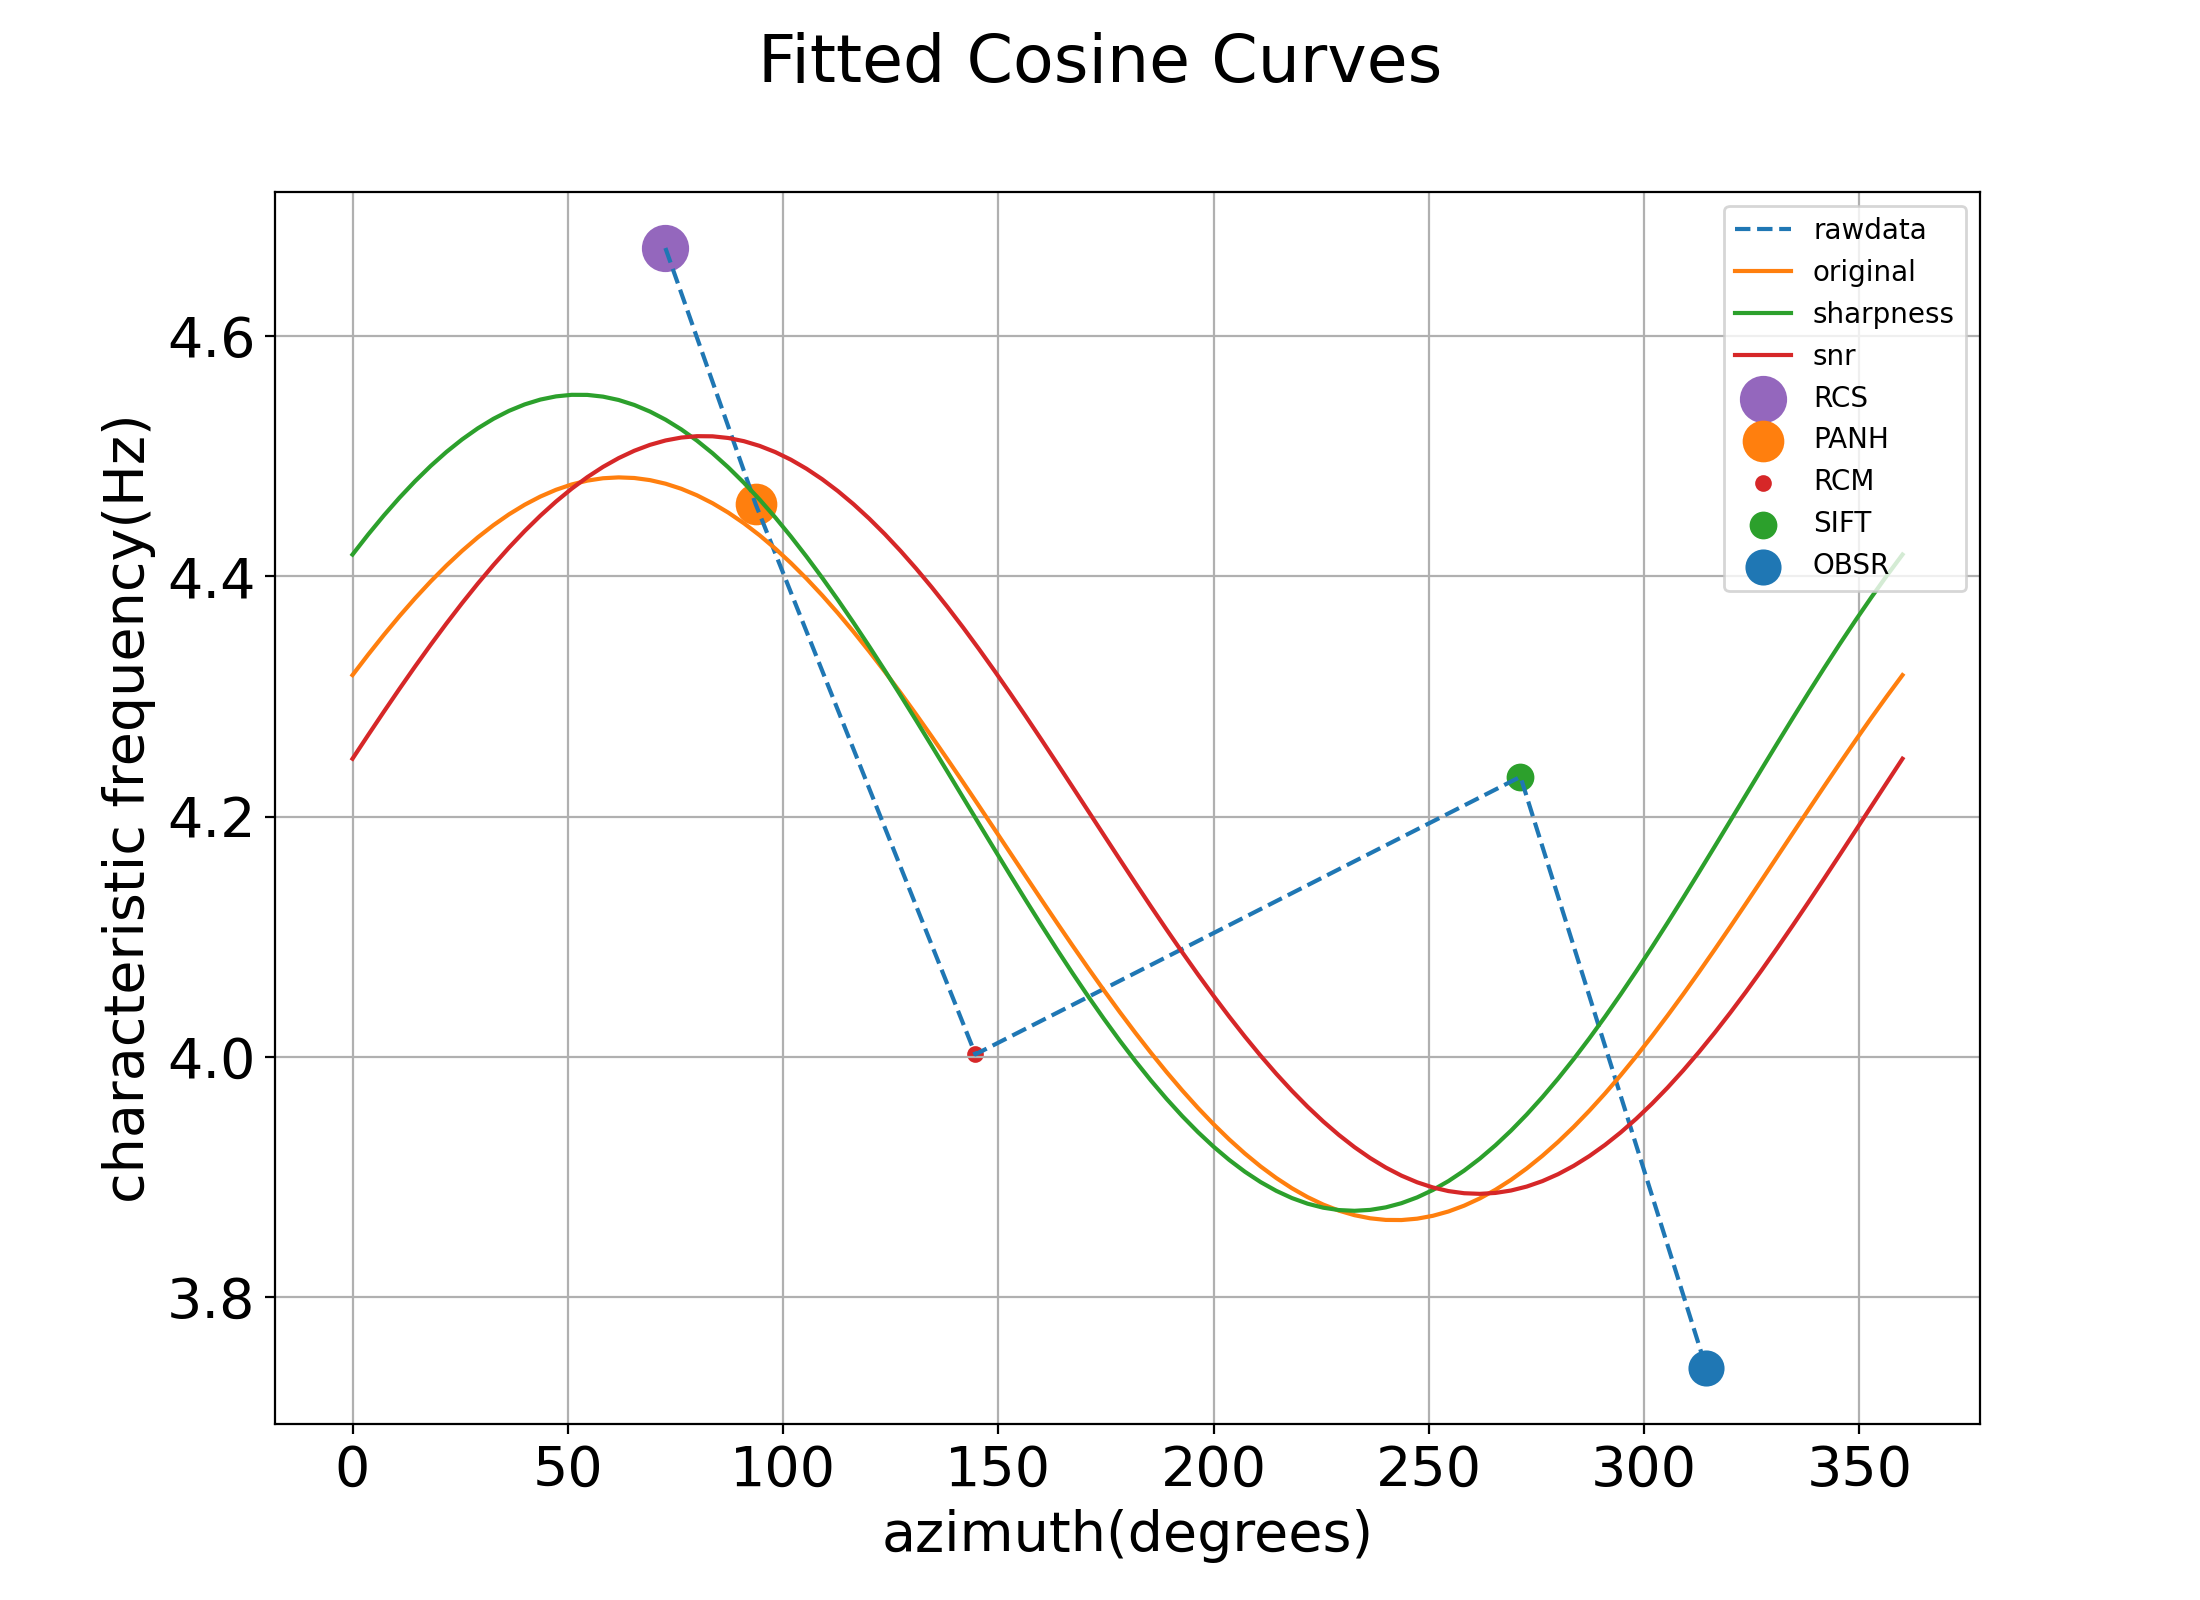 Fitted Cosine Curves
rawdata
original
sharpness
snr
RCS
PANH
RCM
SIFT
OBSR
characteristic frequency(Hz)
4.6
4.4
4.2
4.0
3.8
0 50 100 150 200 250 300 350
azimuth(degrees)